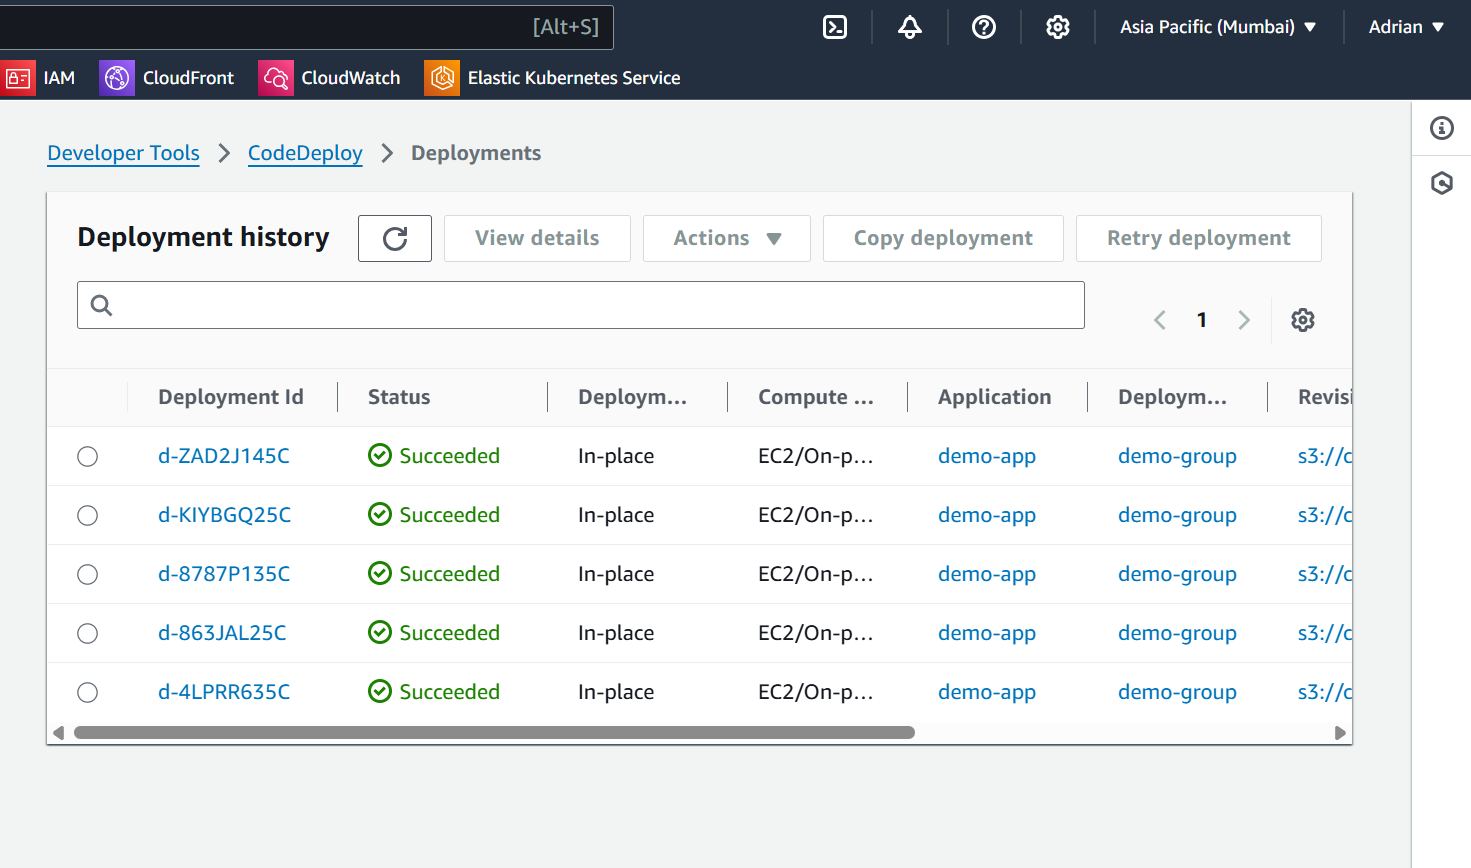 [Alt+S] Asia Pacific (Mumbai) Adrian
IAM CloudFront CloudWatch Elastic Kubernetes Service
Developer Tools CodeDeploy Deployments
Deployment history View details Actions Copy deployment Retry deployment
1
Deployment Id Status Deploym... Compute ... Application Deploym... Revisi
d-ZAD2J145C Succeeded In-place EC2/On-p... demo-app demo-group s3://c
d-KIYBGQ25C Succeeded In-place EC2/On-p... demo-app demo-group s3://c
d-8787P135C Succeeded In-place EC2/On-p... demo-app demo-group s3://c
d-863JAL25C Succeeded In-place EC2/On-p... demo-app demo-group s3://c
d-4LPRR635C Succeeded In-place EC2/On-p... demo-app demo-group s3://c